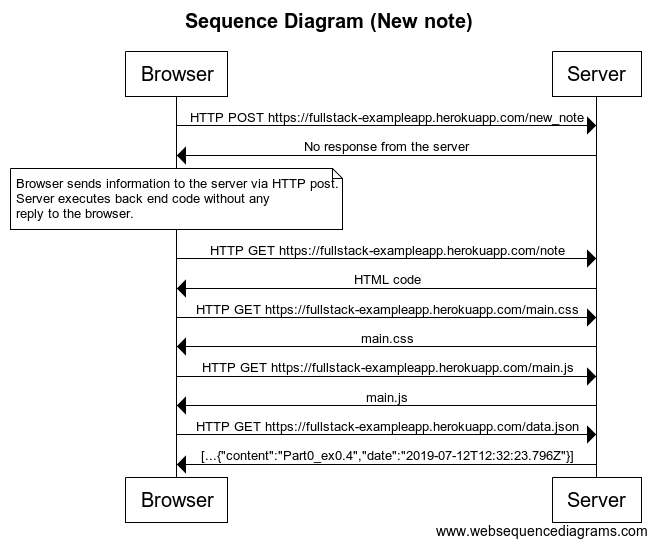 Sequence Diagram (New note)
Browser
Server
HTTP POST https://fullstack-exampleapp.herokuapp.com/new_note
No response from the server
Browser sends information to the server via HTTP post.
Server executes back end code without any
reply to the browser.
HTTP GET https://fullstack-exampleapp.herokuapp.com/note
HTML code
HTTP GET https://fullstack-exampleapp.herokuapp.com/main.css
main.css
HTTP GET https://fullstack-exampleapp.herokuapp.com/main.js
main.js
HTTP GET https://fullstack-exampleapp.herokuapp.com/data.json
[...{"content":"Part0_ex0.4","date":"2019-07-12T12:32:23.796Z"}]
Browser
Server
www.websequencediagrams.com